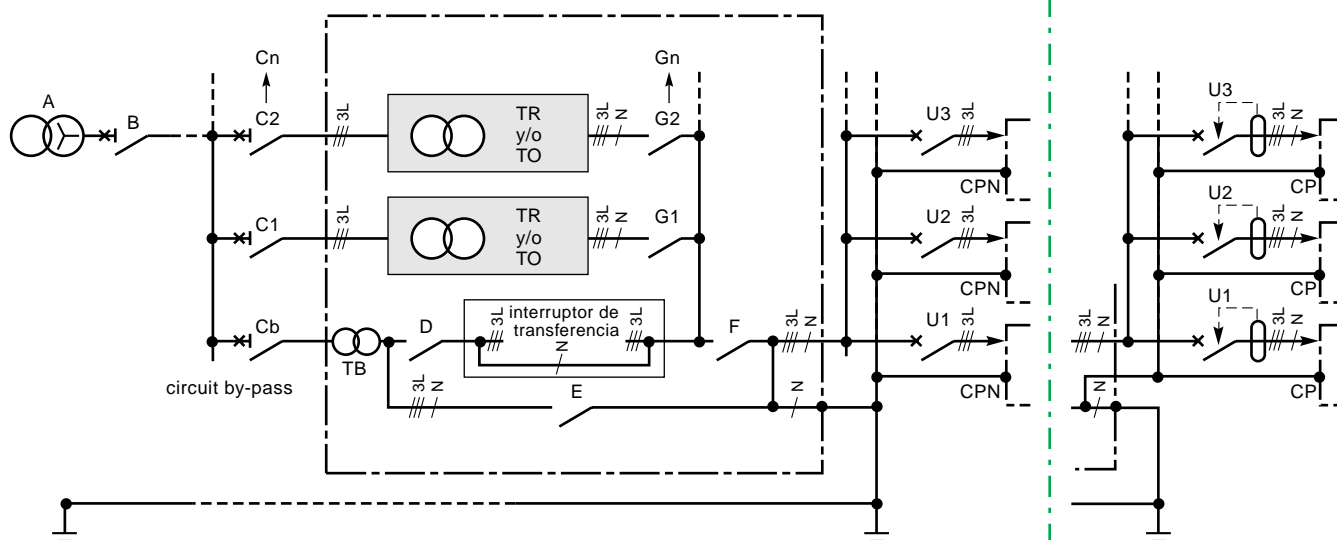 Cn
Gn
A
B
C2
3L
TR
y/o
TO
3L
N
G2
U3
3L
CPN
U3
3L
N
CP
C1
3L
TR
y/o
TO
3L
N
G1
U2
3L
CPN
U2
3L
N
CP
Cb
TB
D
interruptor de
transferencia
3L
N
3L
F
3L
N
U1
3L
CPN
3L
N
U1
3L
N
CP
circuit by-pass
3L
N
E
N
N